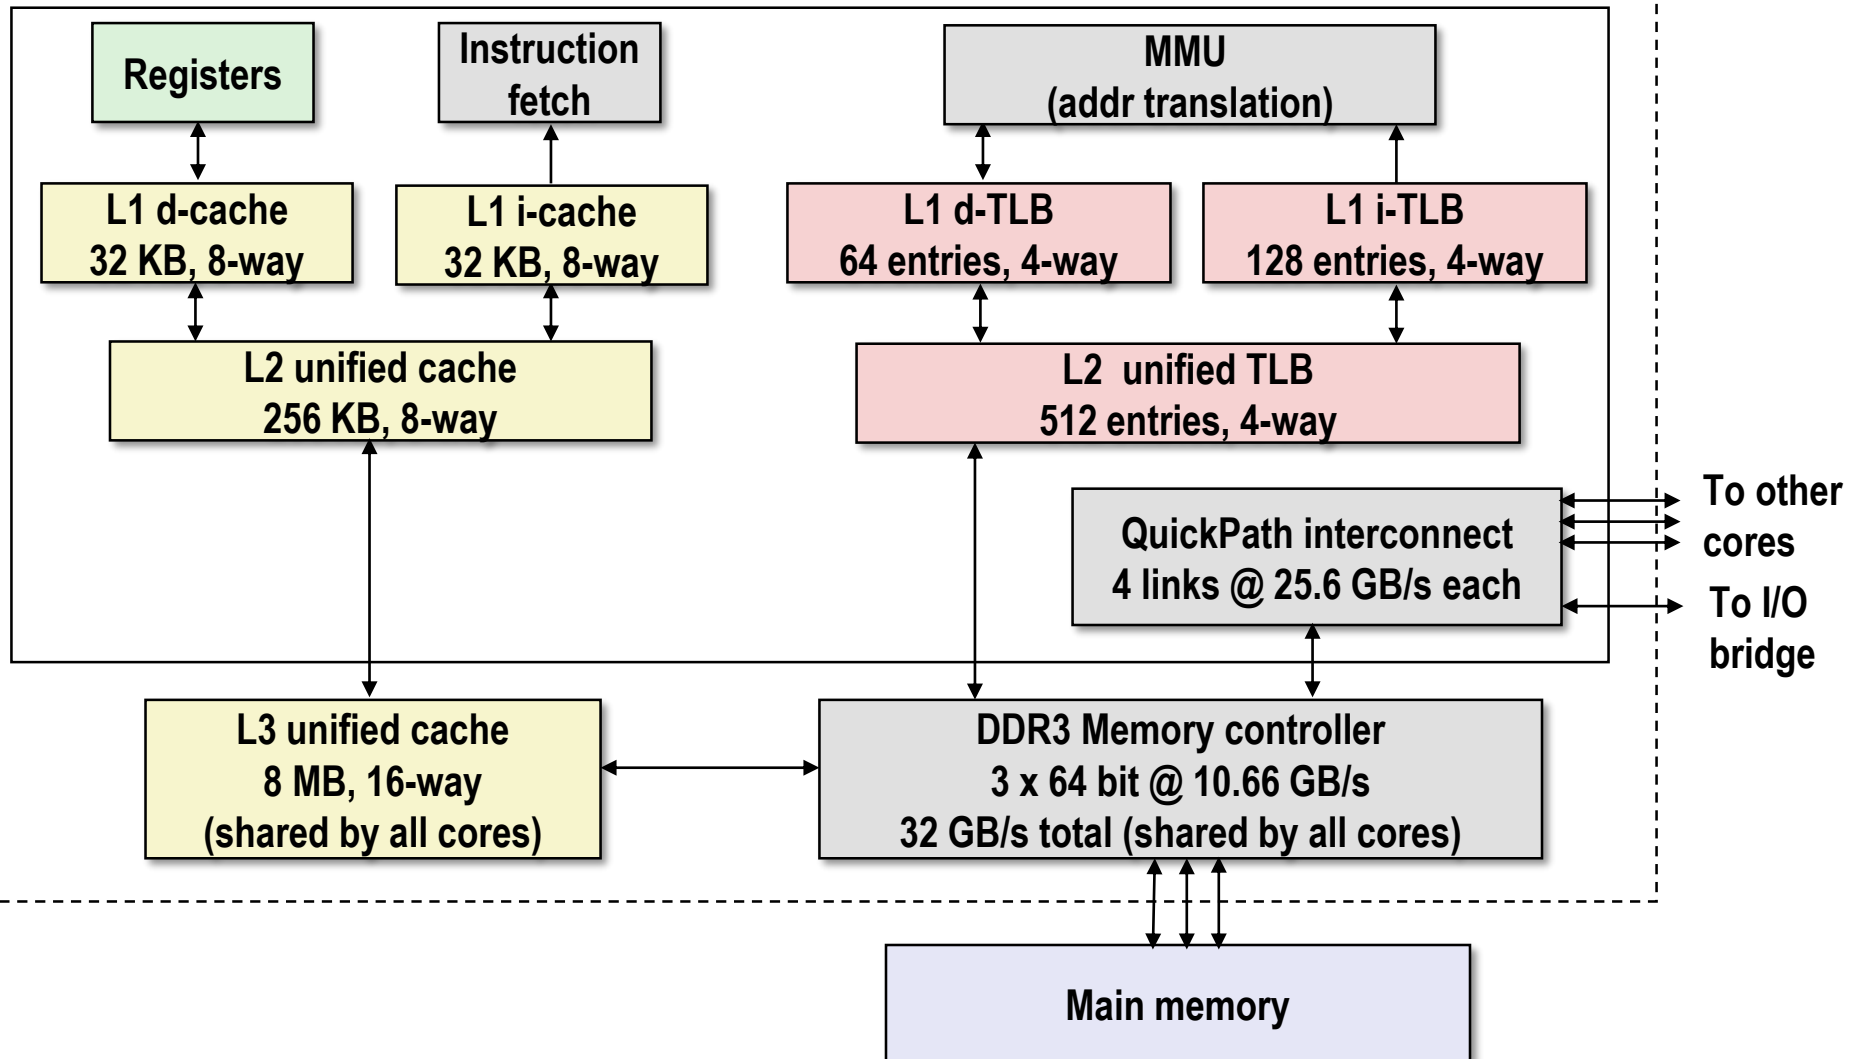 Registers
Instruction
fetch
MMU
(addr translation)
L1 d-cache
32 KB, 8-way
L1 i-cache
32 KB, 8-way
L1 d-TLB
64 entries, 4-way
L1 i-TLB
128 entries, 4-way
L2 unified cache
256 KB, 8-way
L2 unified TLB
512 entries, 4-way
QuickPath interconnect
4 links @ 25.6 GB/s each
To other
cores
To I/O
bridge
L3 unified cache
8 MB, 16-way
(shared by all cores)
DDR3 Memory controller
3 x 64 bit @ 10.66 GB/s
32 GB/s total (shared by all cores)
Main memory